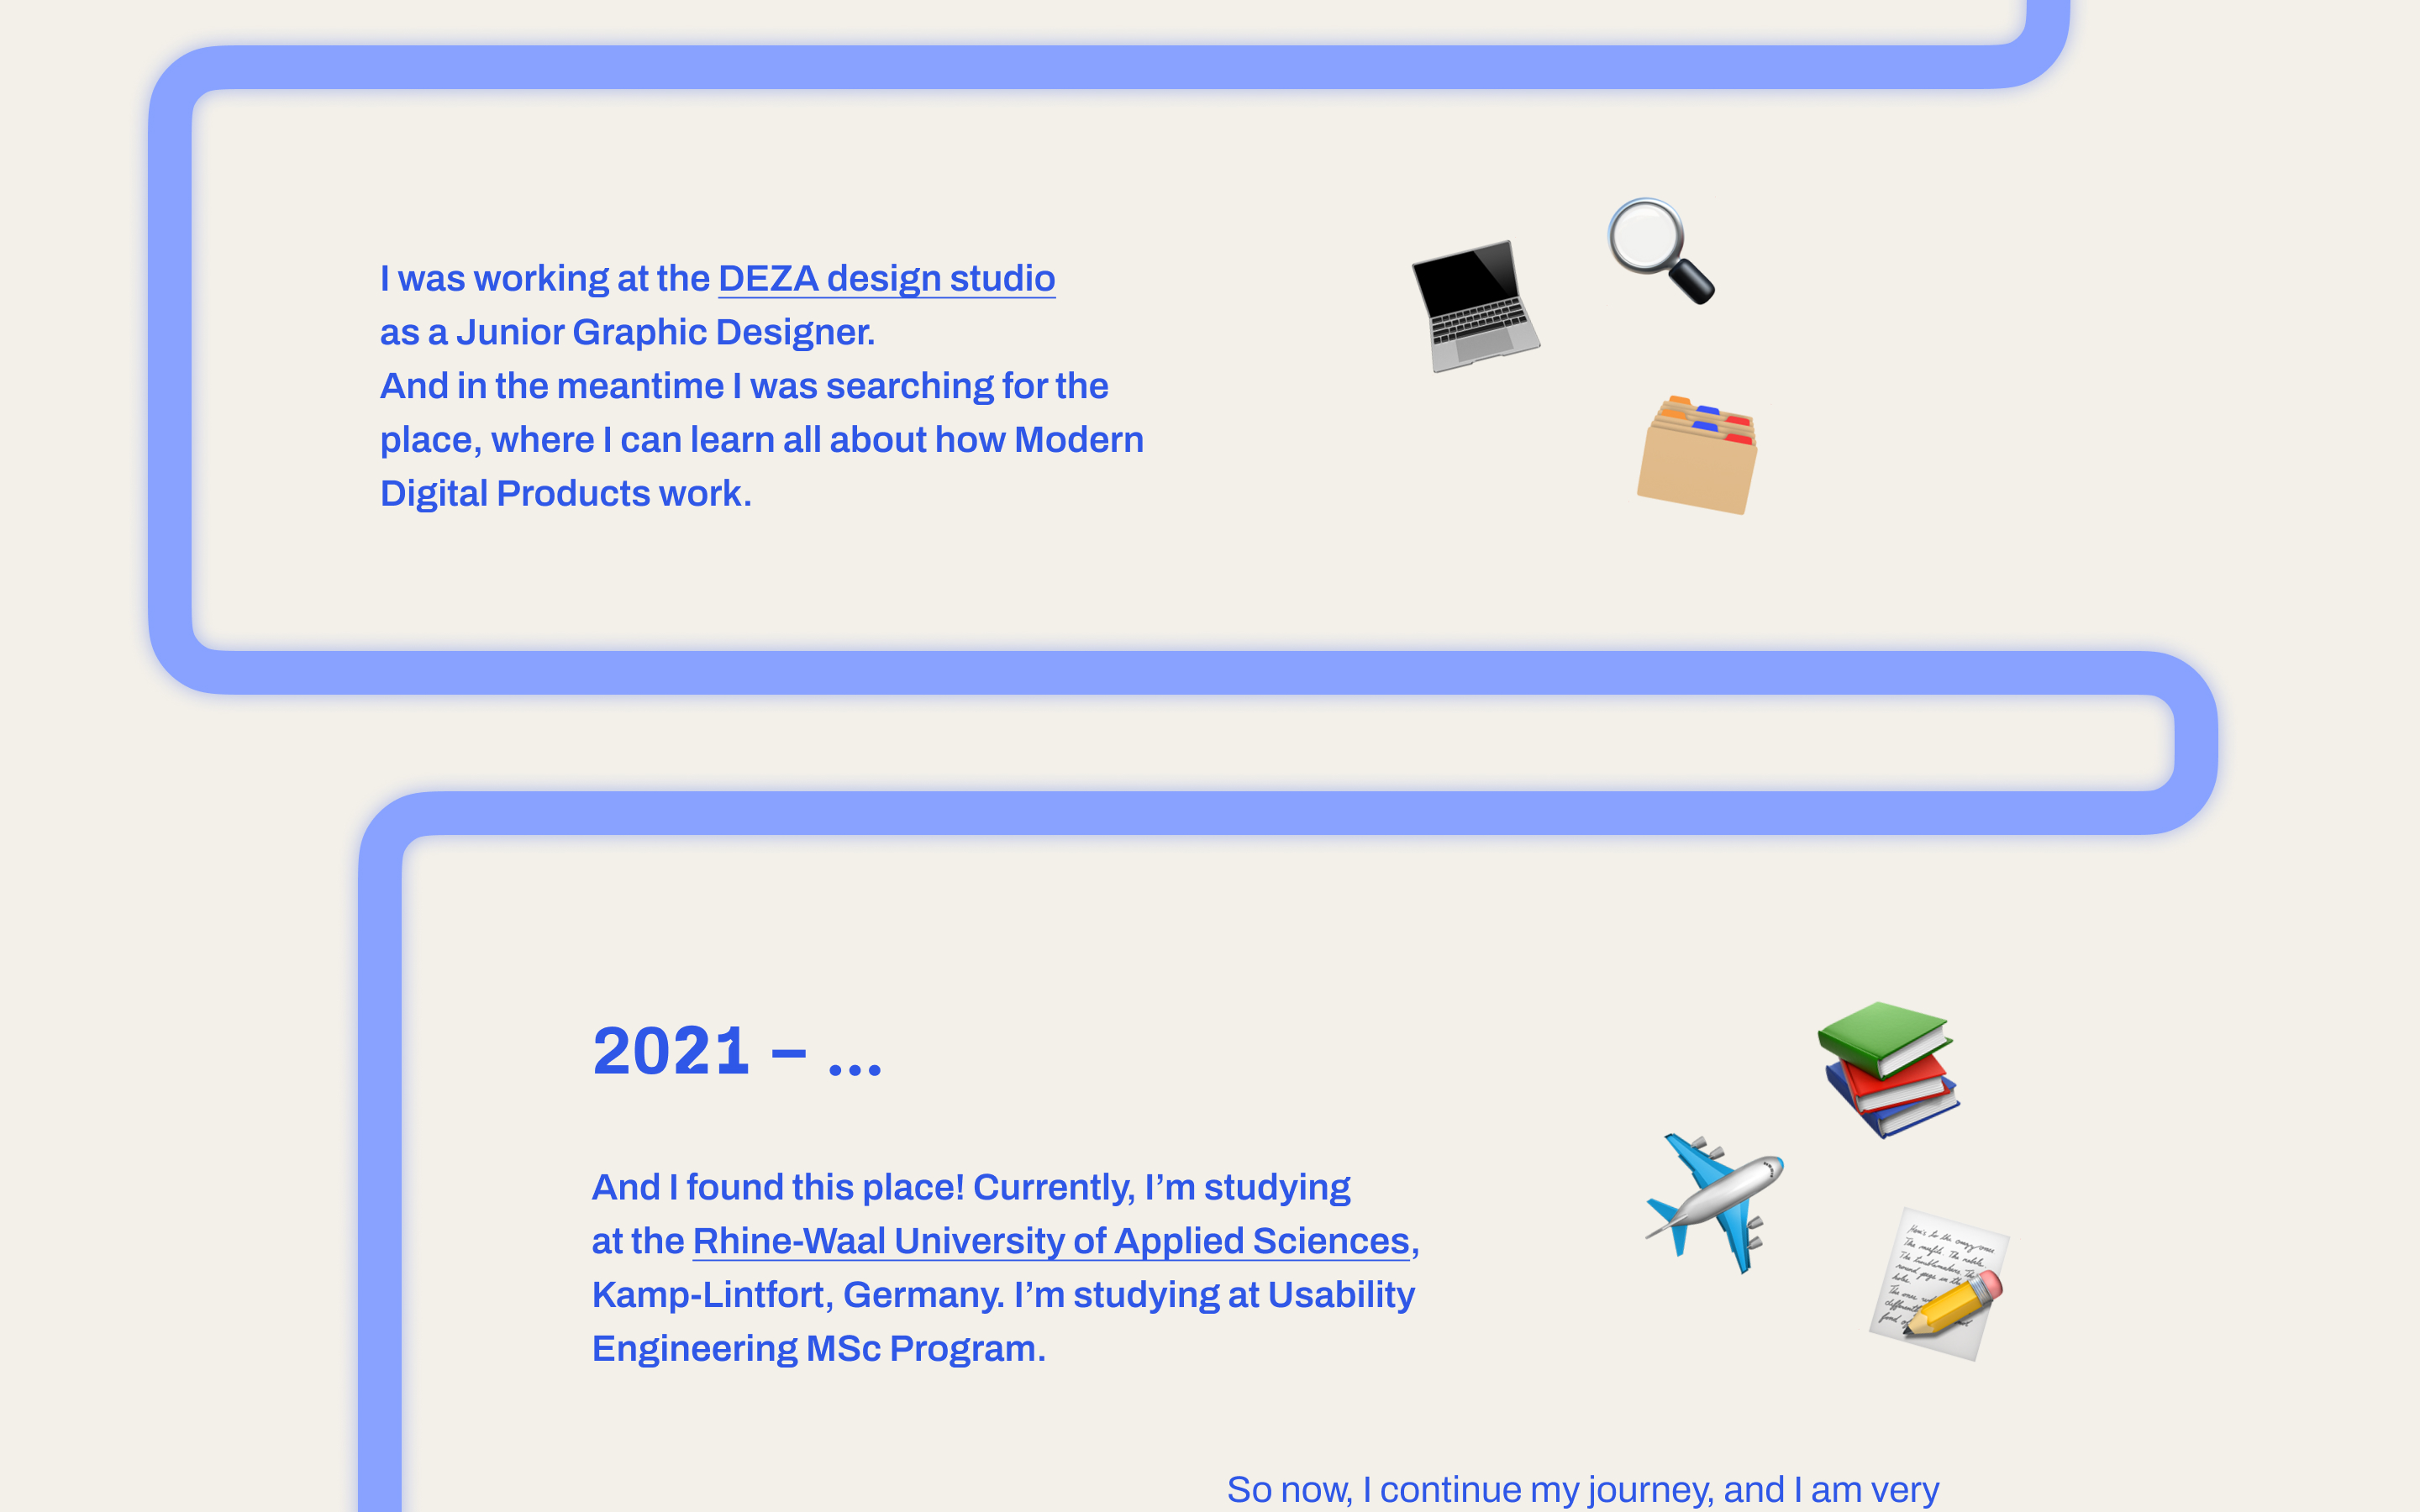 I was working at the DEZA design studio
as a Junior Graphic Designer.
And in the meantime I was searching for the
place, where I can learn all about how Modern
Digital Products work.
2021 – ...
And I found this place! Currently, I’m studying
at the Rhine-Waal University of Applied Sciences,
Kamp-Lintfort, Germany. I’m studying at Usability
Engineering MSc Program.
So now, I continue my journey, and I am very